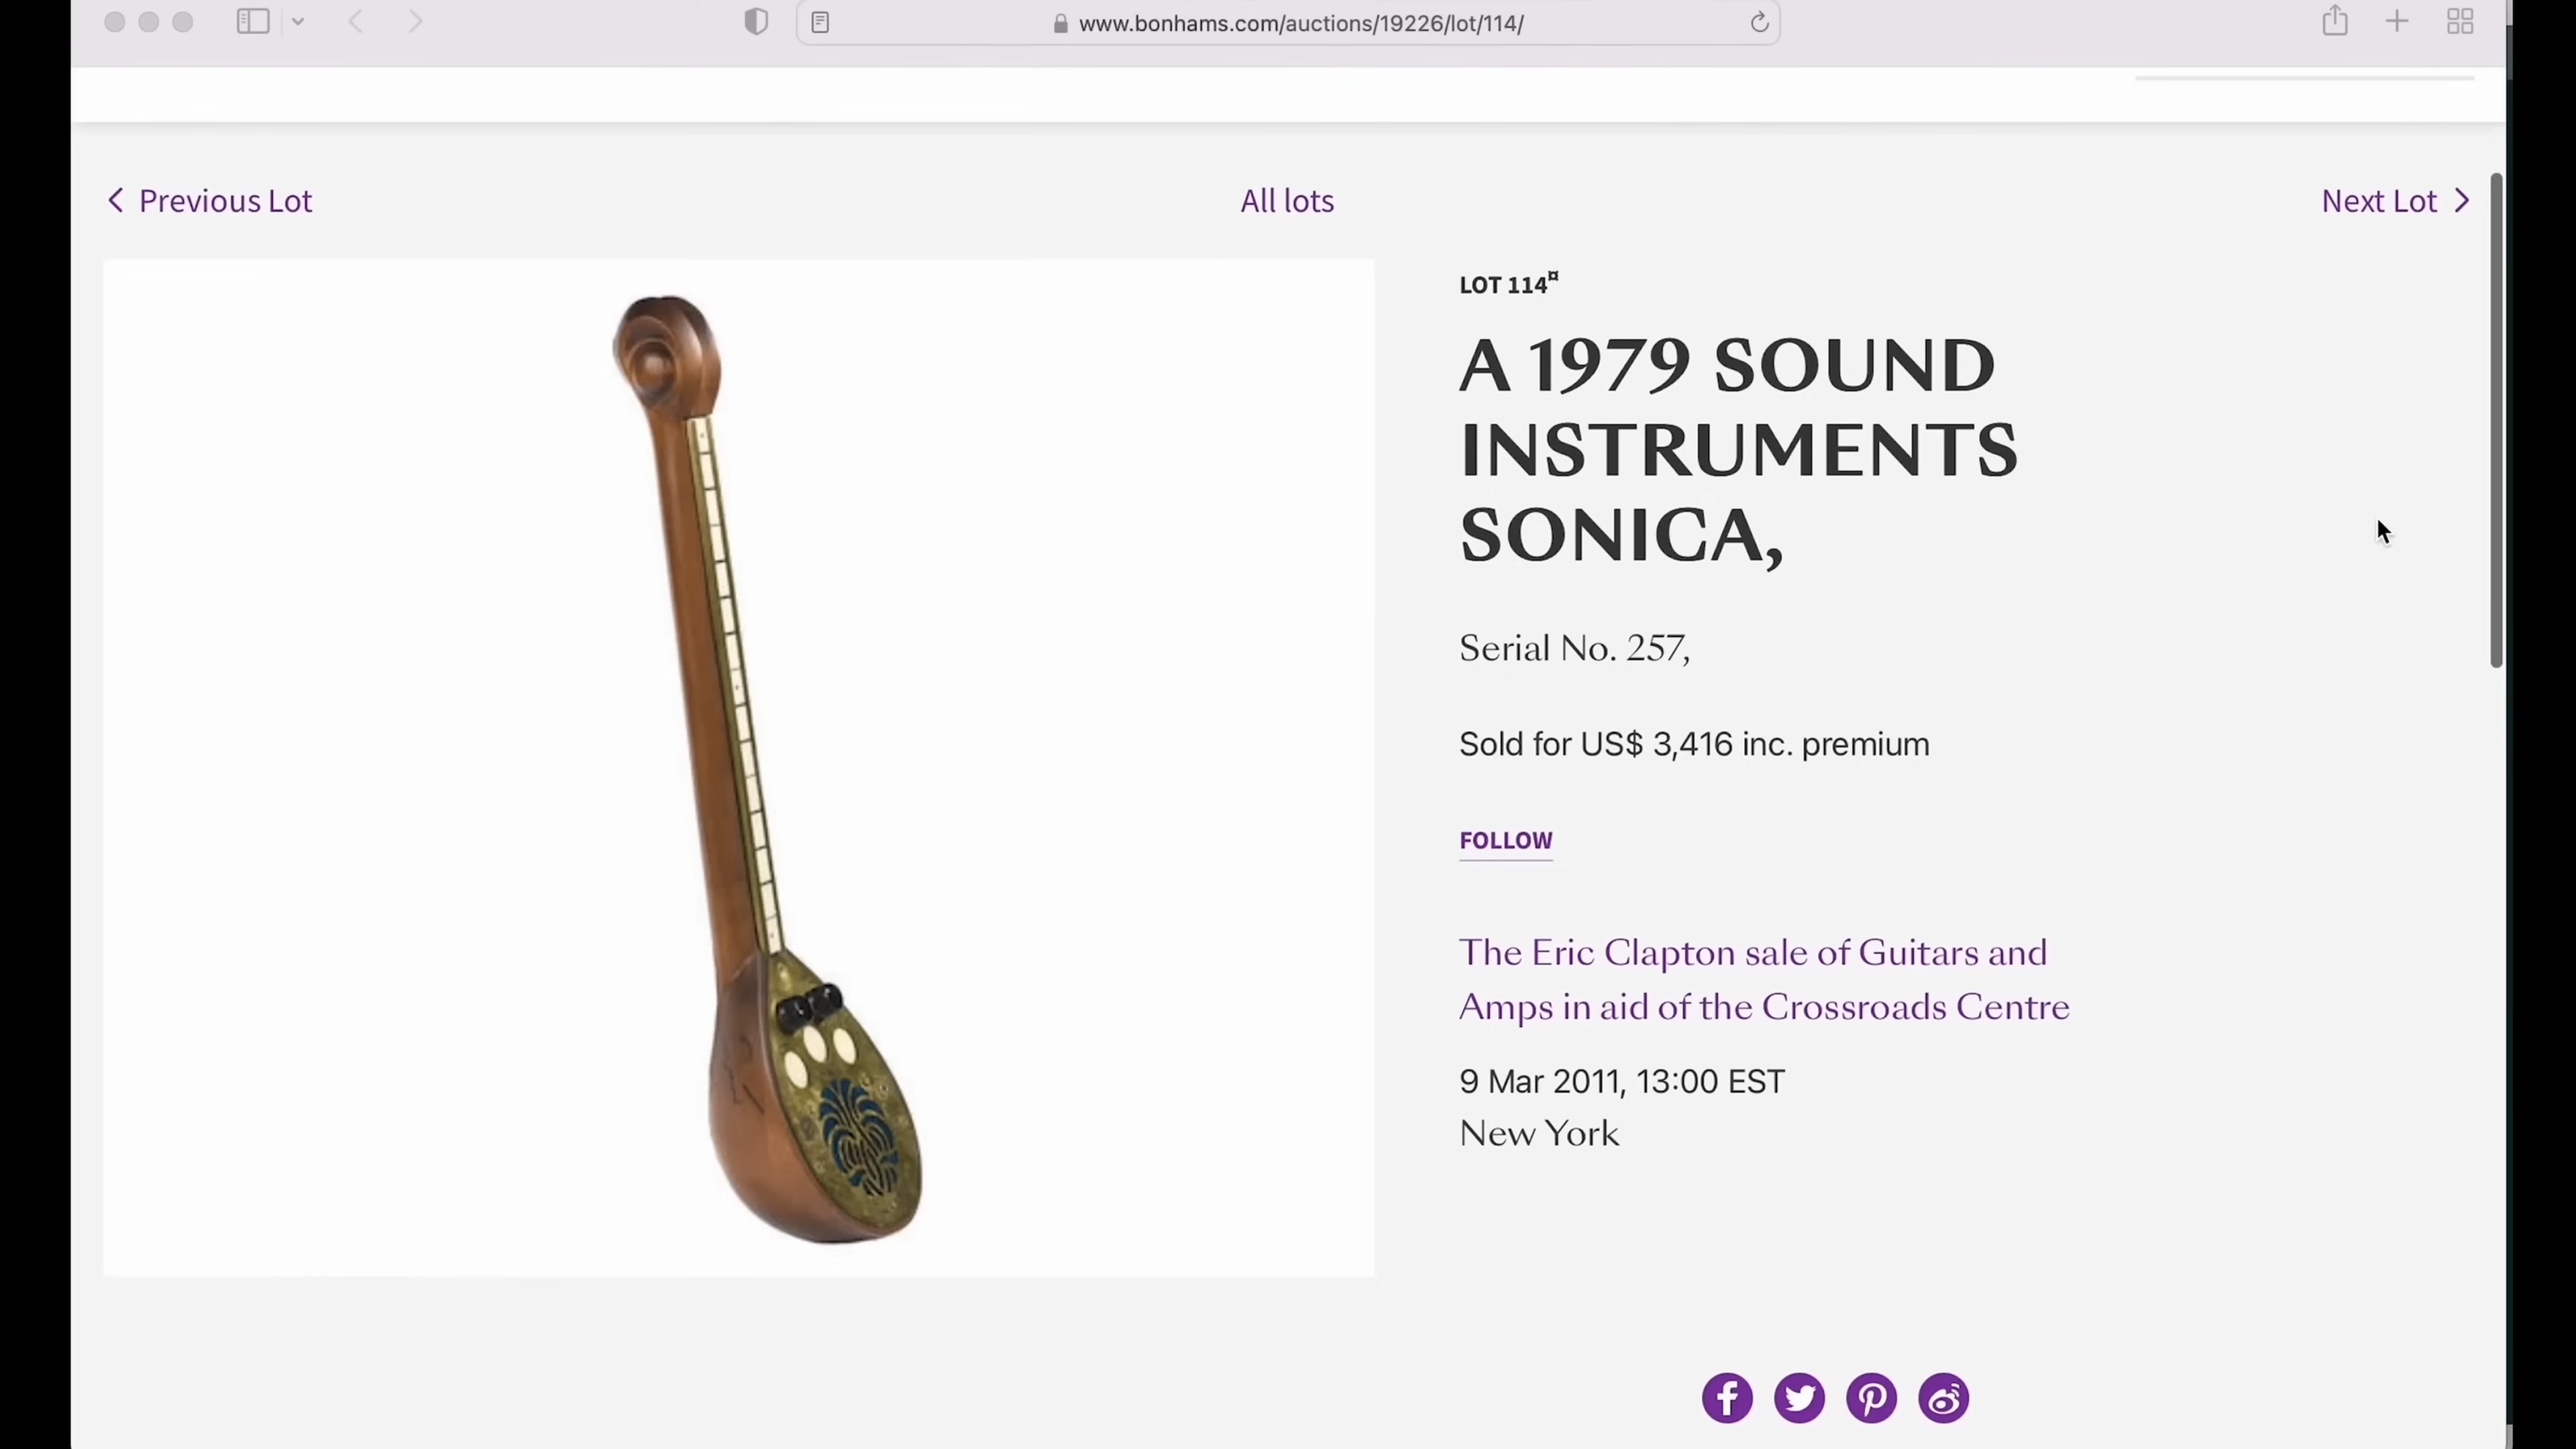 www.bonhams.com/auctions/19226/lot/114/
Previous Lot
All lots
Next Lot
LOT 114¤
A 1979 SOUND
INSTRUMENTS
SONICA,
Serial No. 257,
Sold for US$ 3,416 inc. premium
FOLLOW
The Eric Clapton sale of Guitars and
Amps in aid of the Crossroads Centre
9 Mar 2011, 13:00 EST
New York